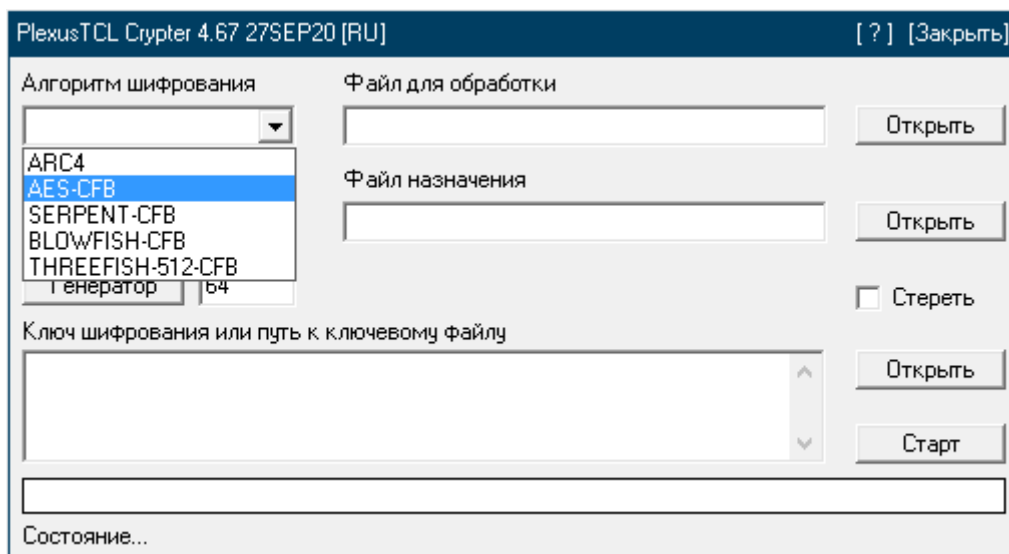 PlexusTCL Crypter 4.67 27SEP20 [RU] [ ? ] [Закрыть]
Алгоритм шифрования Файл для обработки
Открыть
ARC4
AES-CFB Файл назначения
SERPENT-CFB
BLOWFISH-CFB Открыть
THREEFISH-512-CFB
Генератор 64 Стереть
Ключ шифрования или путь к ключевому файлу
Открыть
Старт
Состояние...